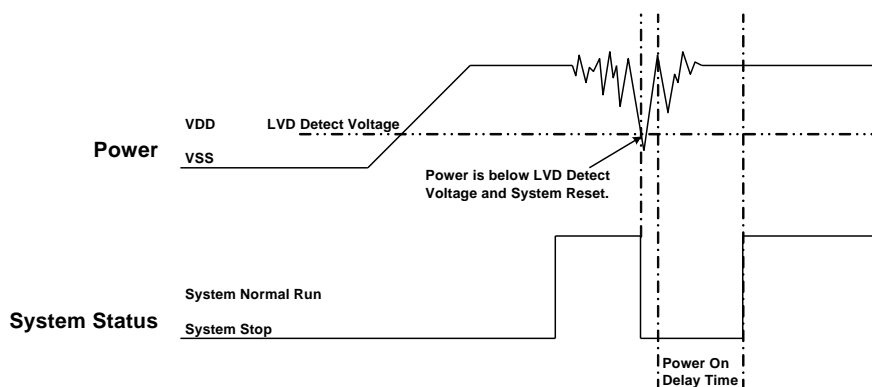 VDD
LVD Detect Voltage
Power
VSS
Power is below LVD Detect
Voltage and System Reset.
System Normal Run
System Status
System Stop
Power On
Delay Time